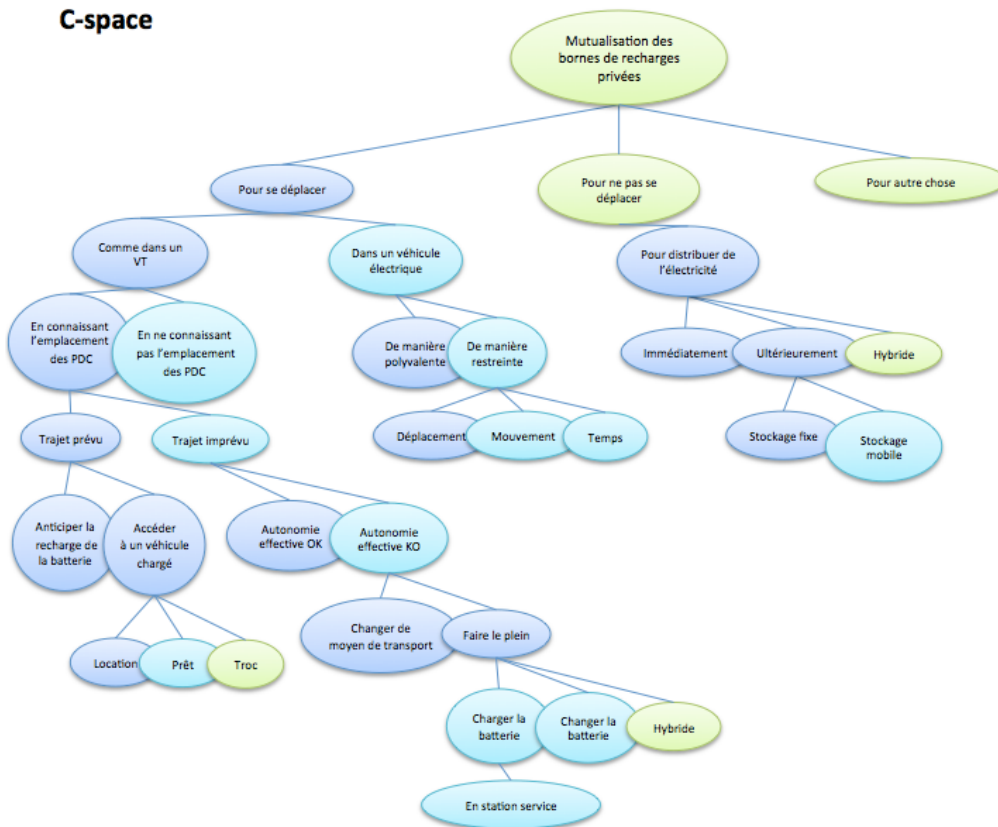 C-space
Mutualisation des
bornes de recharges
privées
Pour se déplacer
Pour ne pas se
déplacer
Pour autre chose
Comme dans un
VT
Dans un véhicule
électrique
Pour distribuer de
l'électricité
En connaissant
l'emplacement
des PDC
En ne connaissant
pas l'emplacement
des PDC
De manière
polyvalente
De manière
restreinte
Immédiatement
Ultérieurement
Hybride
Trajet prévu
Trajet imprévu
Déplacement
Mouvement
Temps
Stockage fixe
Stockage
mobile
Anticiper la
recharge de
la batterie
Accéder
à un véhicule
chargé
Autonomie
effective OK
Autonomie
effective KO
Changer de
moyen de transport
Faire le plein
Location
Prêt
Troc
Charger la
batterie
Changer la
batterie
Hybride
En station service